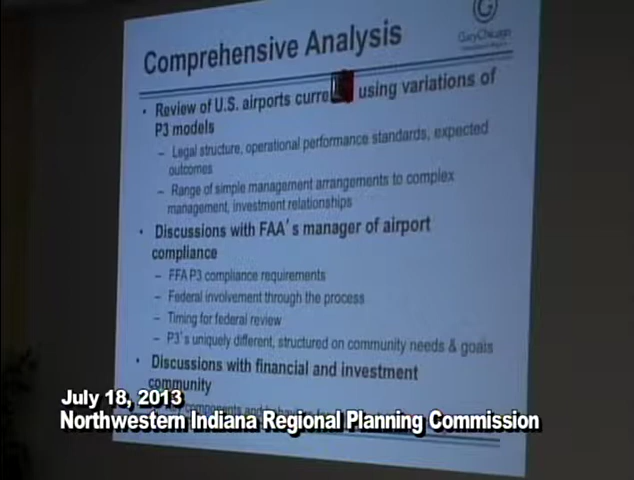 Comprehensive Analysis
Gary/Chicago
• Review of U.S. airports curre using variations of
P3 models
– Legal structure, operational performance standards, expected
outcomes
– Range of simple management arrangements to complex
management, investment relationships
• Discussions with FAA's manager of airport
compliance
– FFA P3 compliance requirements
– Federal involvement through the process
– Timing for federal review
– P3's uniquely different, structured on community needs & goals
• Discussions with financial and investment
community
July 18, 2013
Northwestern Indiana Regional Planning Commission